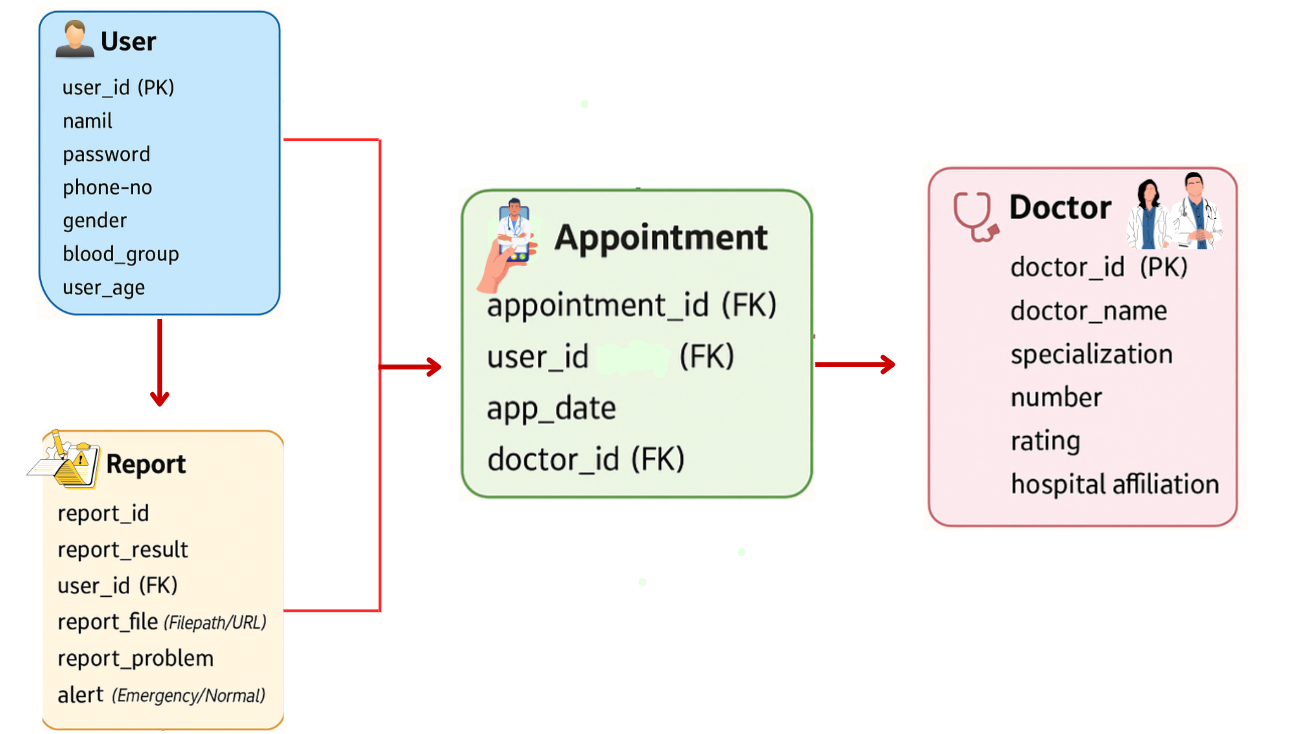 User
user_id (PK)
namil
password
phone-no
gender
blood_group
user_age
Report
report_id
report_result
user_id (FK)
report_file (Filepath/URL)
report_problem
alert (Emergency/Normal)
Appointment
appointment_id (FK)
user_id (FK)
app_date
doctor_id (FK)
Doctor
doctor_id (PK)
doctor_name
specialization
number
rating
hospital affiliation